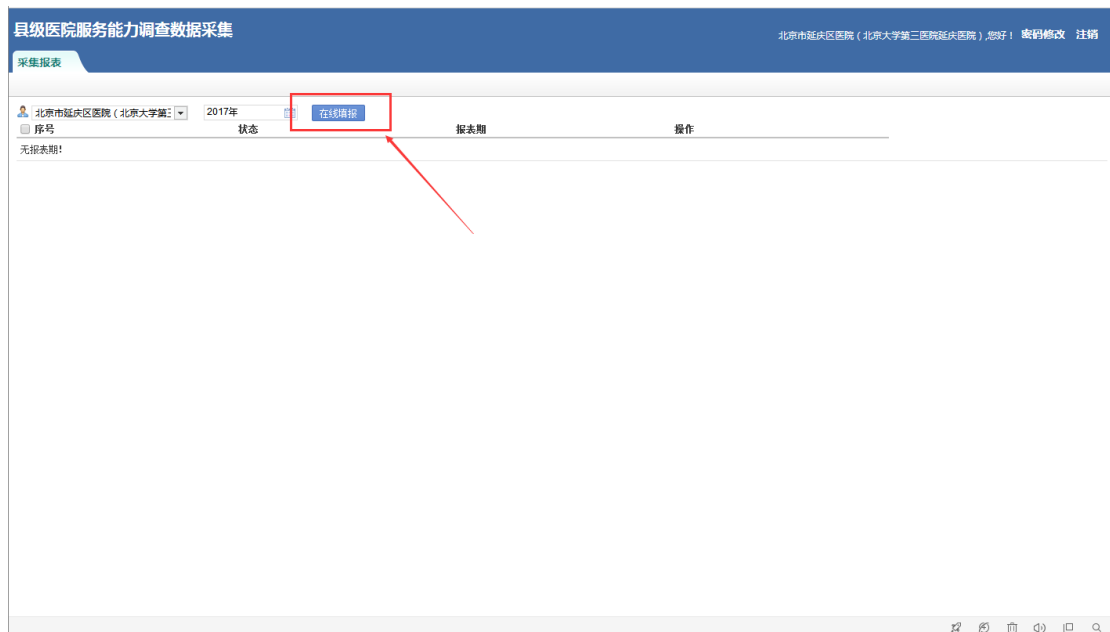 县级医院服务能力调查数据采集
北京市延庆区医院（北京大学第三医院延庆医院）,您好！ 密码修改 注销
采集报表
北京市延庆区医院（北京大学第三 2017年 在线填报
序号 状态 报表期 操作
无报表期!